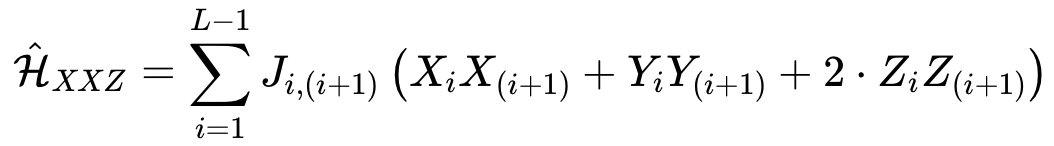 $\hat{\mathcal{H}}_{XXZ} = \sum_{i=1}^{L-1} J_{i,(i+1)} \left( X_i X_{(i+1)} + Y_i Y_{(i+1)} + 2 \cdot Z_i Z_{(i+1)} \right)$